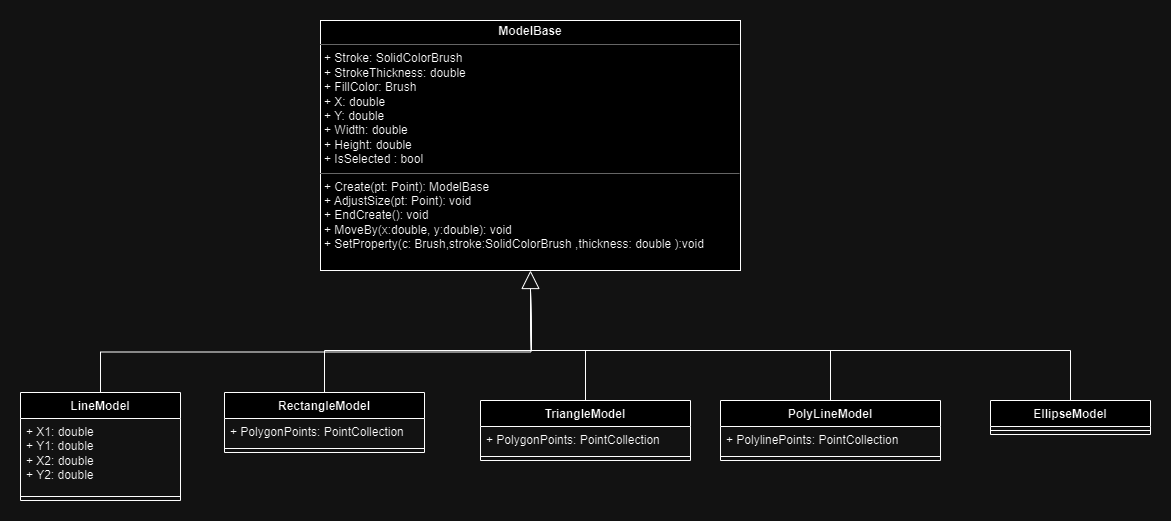 ModelBase
+ Stroke: SolidColorBrush
+ StrokeThickness: double
+ FillColor: Brush
+ X: double
+ Y: double
+ Width: double
+ Height: double
+ IsSelected : bool
+ Create(pt: Point): ModelBase
+ AdjustSize(pt: Point): void
+ EndCreate(): void
+ MoveBy(x:double, y:double): void
+ SetProperty(c: Brush,stroke:SolidColorBrush ,thickness: double ):void
LineModel
+ X1: double
+ Y1: double
+ X2: double
+ Y2: double
RectangleModel
+ PolygonPoints: PointCollection
TriangleModel
+ PolygonPoints: PointCollection
PolyLineModel
+ PolylinePoints: PointCollection
EllipseModel